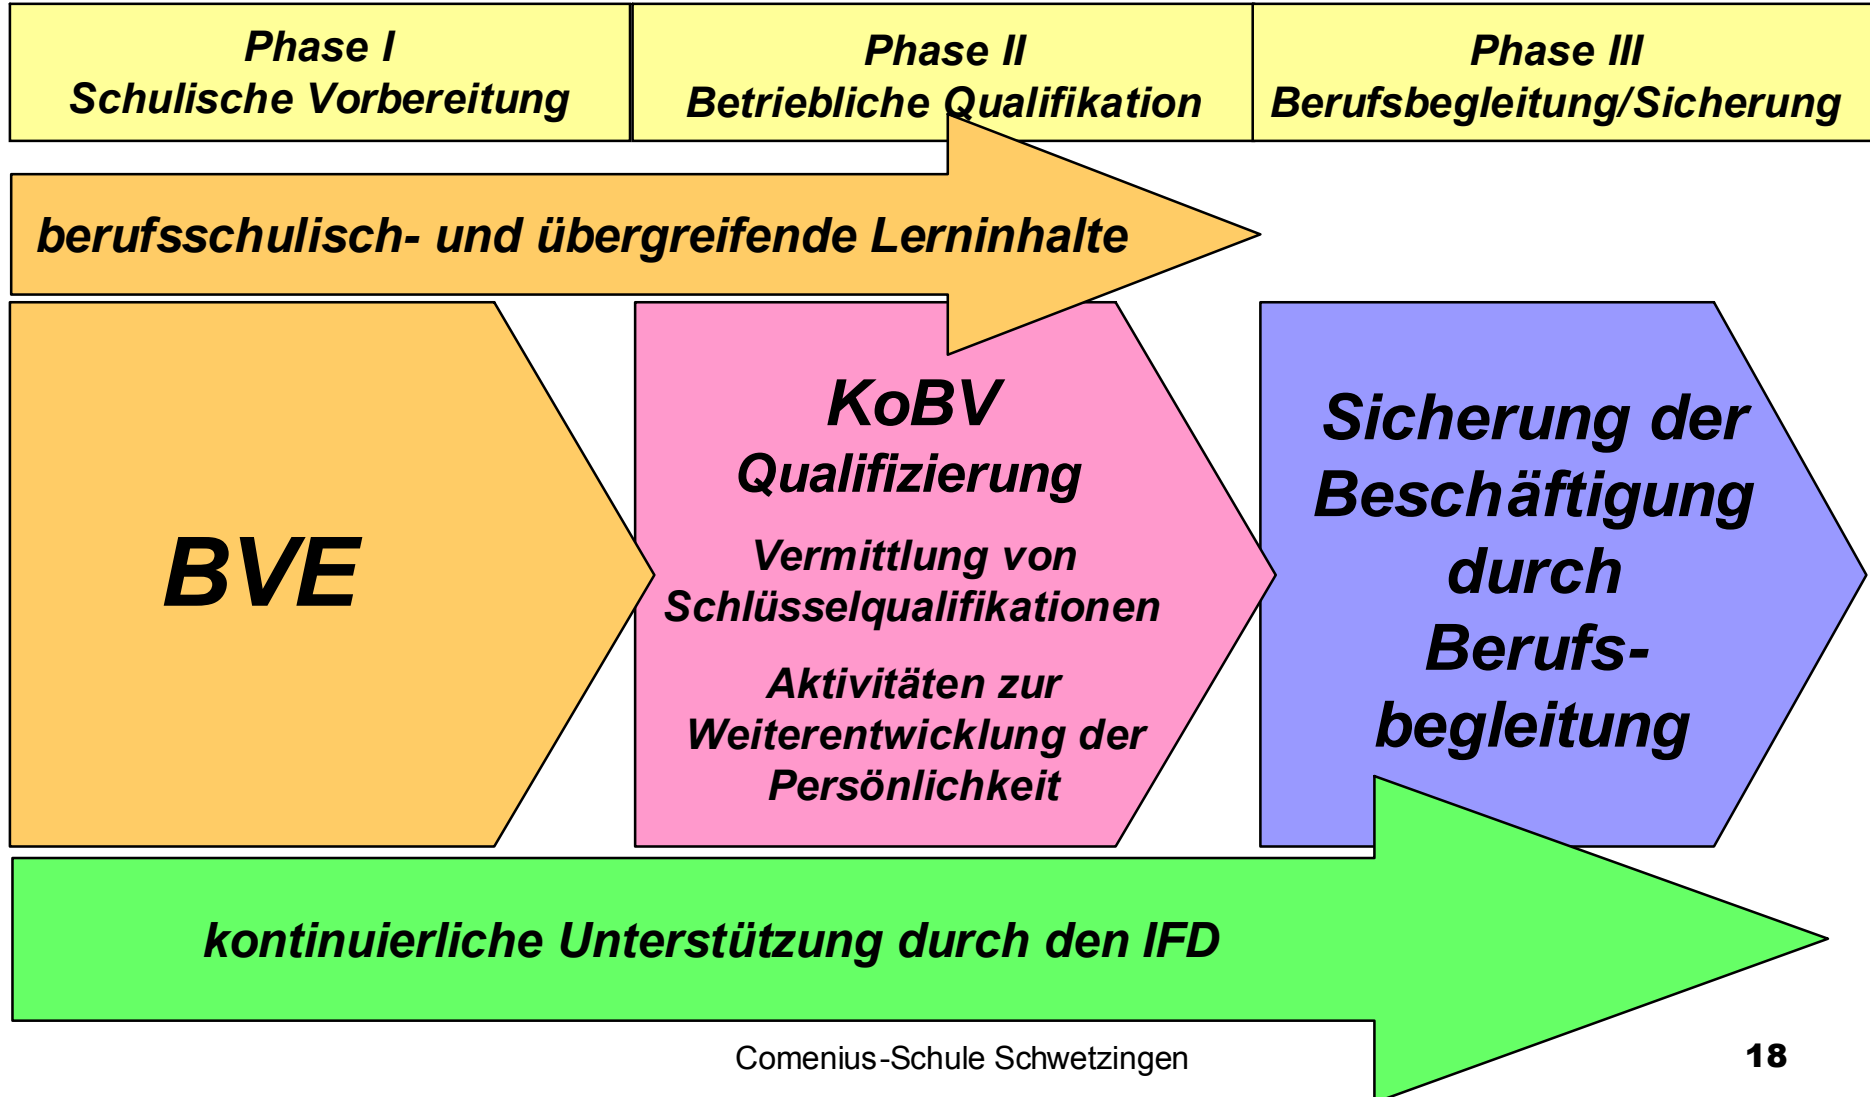 Phase I
Schulische Vorbereitung
Phase II
Betriebliche Qualifikation
Phase III
Berufsbegleitung/Sicherung
berufsschulisch- und übergreifende Lerninhalte
BVE
KoBV
Qualifizierung
Vermittlung von
Schlüsselqualifikationen
Aktivitäten zur
Weiterentwicklung der
Persönlichkeit
Sicherung der
Beschäftigung
durch
Berufs-
begleitung
kontinuierliche Unterstützung durch den IFD
Comenius-Schule Schwetzingen
18